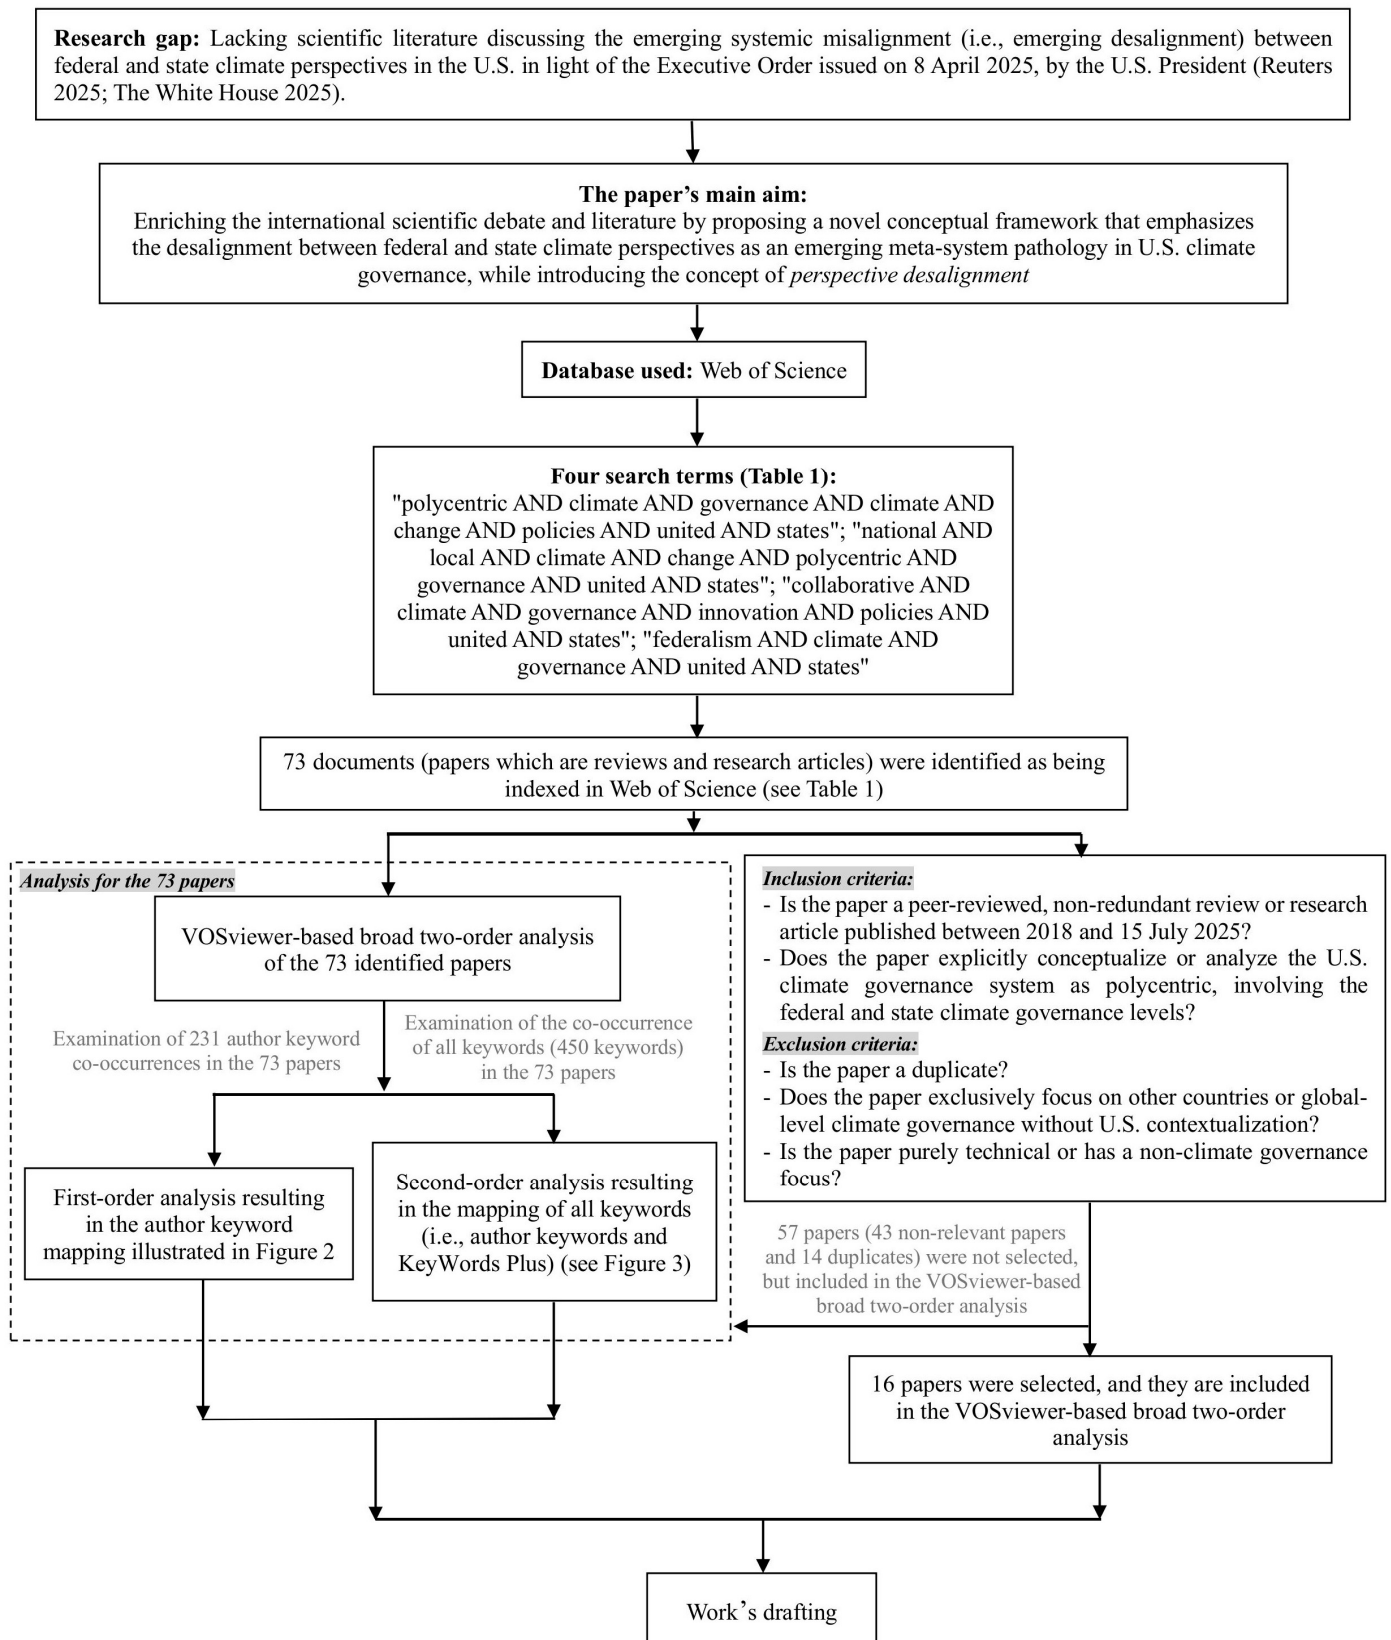 Research gap: Lacking scientific literature discussing the emerging systemic misalignment (i.e., emerging desalignment) between
federal and state climate perspectives in the U.S. in light of the Executive Order issued on 8 April 2025, by the U.S. President (Reuters
2025; The White House 2025).
The paper’s main aim:
Enriching the international scientific debate and literature by proposing a novel conceptual framework that emphasizes
the desalignment between federal and state climate perspectives as an emerging meta-system pathology in U.S. climate
governance, while introducing the concept of perspective desalignment
Database used: Web of Science
Four search terms (Table 1):
"polycentric AND climate AND governance AND climate AND
change AND policies AND united AND states"; "national AND
local AND climate AND change AND polycentric AND
governance AND united AND states"; "collaborative AND
climate AND governance AND innovation AND policies AND
united AND states"; "federalism AND climate AND
governance AND united AND states"
73 documents (papers which are reviews and research articles) were identified as being
indexed in Web of Science (see Table 1)
Analysis for the 73 papers
VOSviewer-based broad two-order analysis
of the 73 identified papers
Examination of 231 author keyword
co-occurrences in the 73 papers
Examination of the co-occurrence
of all keywords (450 keywords)
in the 73 papers
First-order analysis resulting
in the author keyword
mapping illustrated in Figure 2
Second-order analysis resulting
in the mapping of all keywords
(i.e., author keywords and
KeyWords Plus) (see Figure 3)
Inclusion criteria:
- Is the paper a peer-reviewed, non-redundant review or research
article published between 2018 and 15 July 2025?
- Does the paper explicitly conceptualize or analyze the U.S.
climate governance system as polycentric, involving the
federal and state climate governance levels?
Exclusion criteria:
- Is the paper a duplicate?
- Does the paper exclusively focus on other countries or global-
level climate governance without U.S. contextualization?
- Is the paper purely technical or has a non-climate governance
focus?
57 papers (43 non-relevant papers
and 14 duplicates) were not selected,
but included in the VOSviewer-based
broad two-order analysis
16 papers were selected, and they are included
in the VOSviewer-based broad two-order
analysis
Work’s drafting